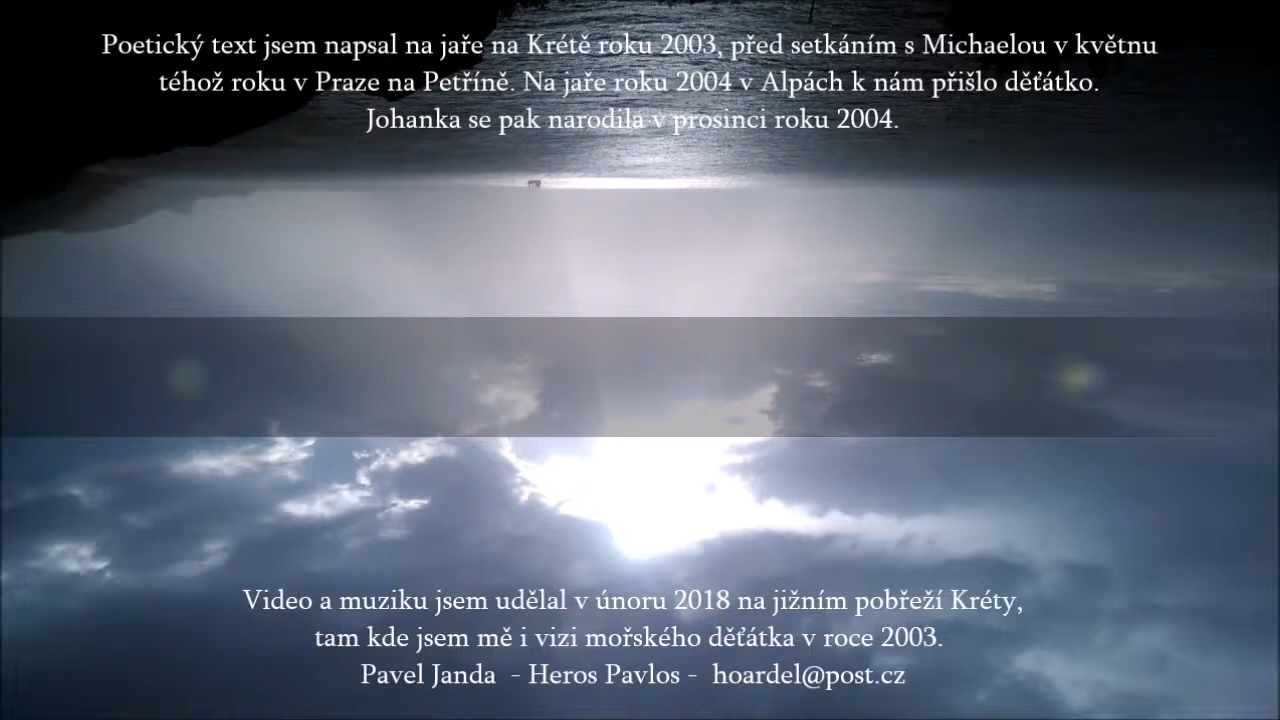 Poetický text jsem napsal na jaře na Krétě roku 2003, před setkáním s Michaelou v květnu
téhož roku v Praze na Petříně. Na jaře roku 2004 v Alpách k nám přišlo děťátko.
Johanka se pak narodila v prosinci roku 2004.
Video a muziku jsem udělal v únoru 2018 na jižním pobřeží Kréty,
tam kde jsem mě i vizi mořského děťátka v roce 2003.
Pavel Janda - Heros Pavlos - hoardel@post.cz